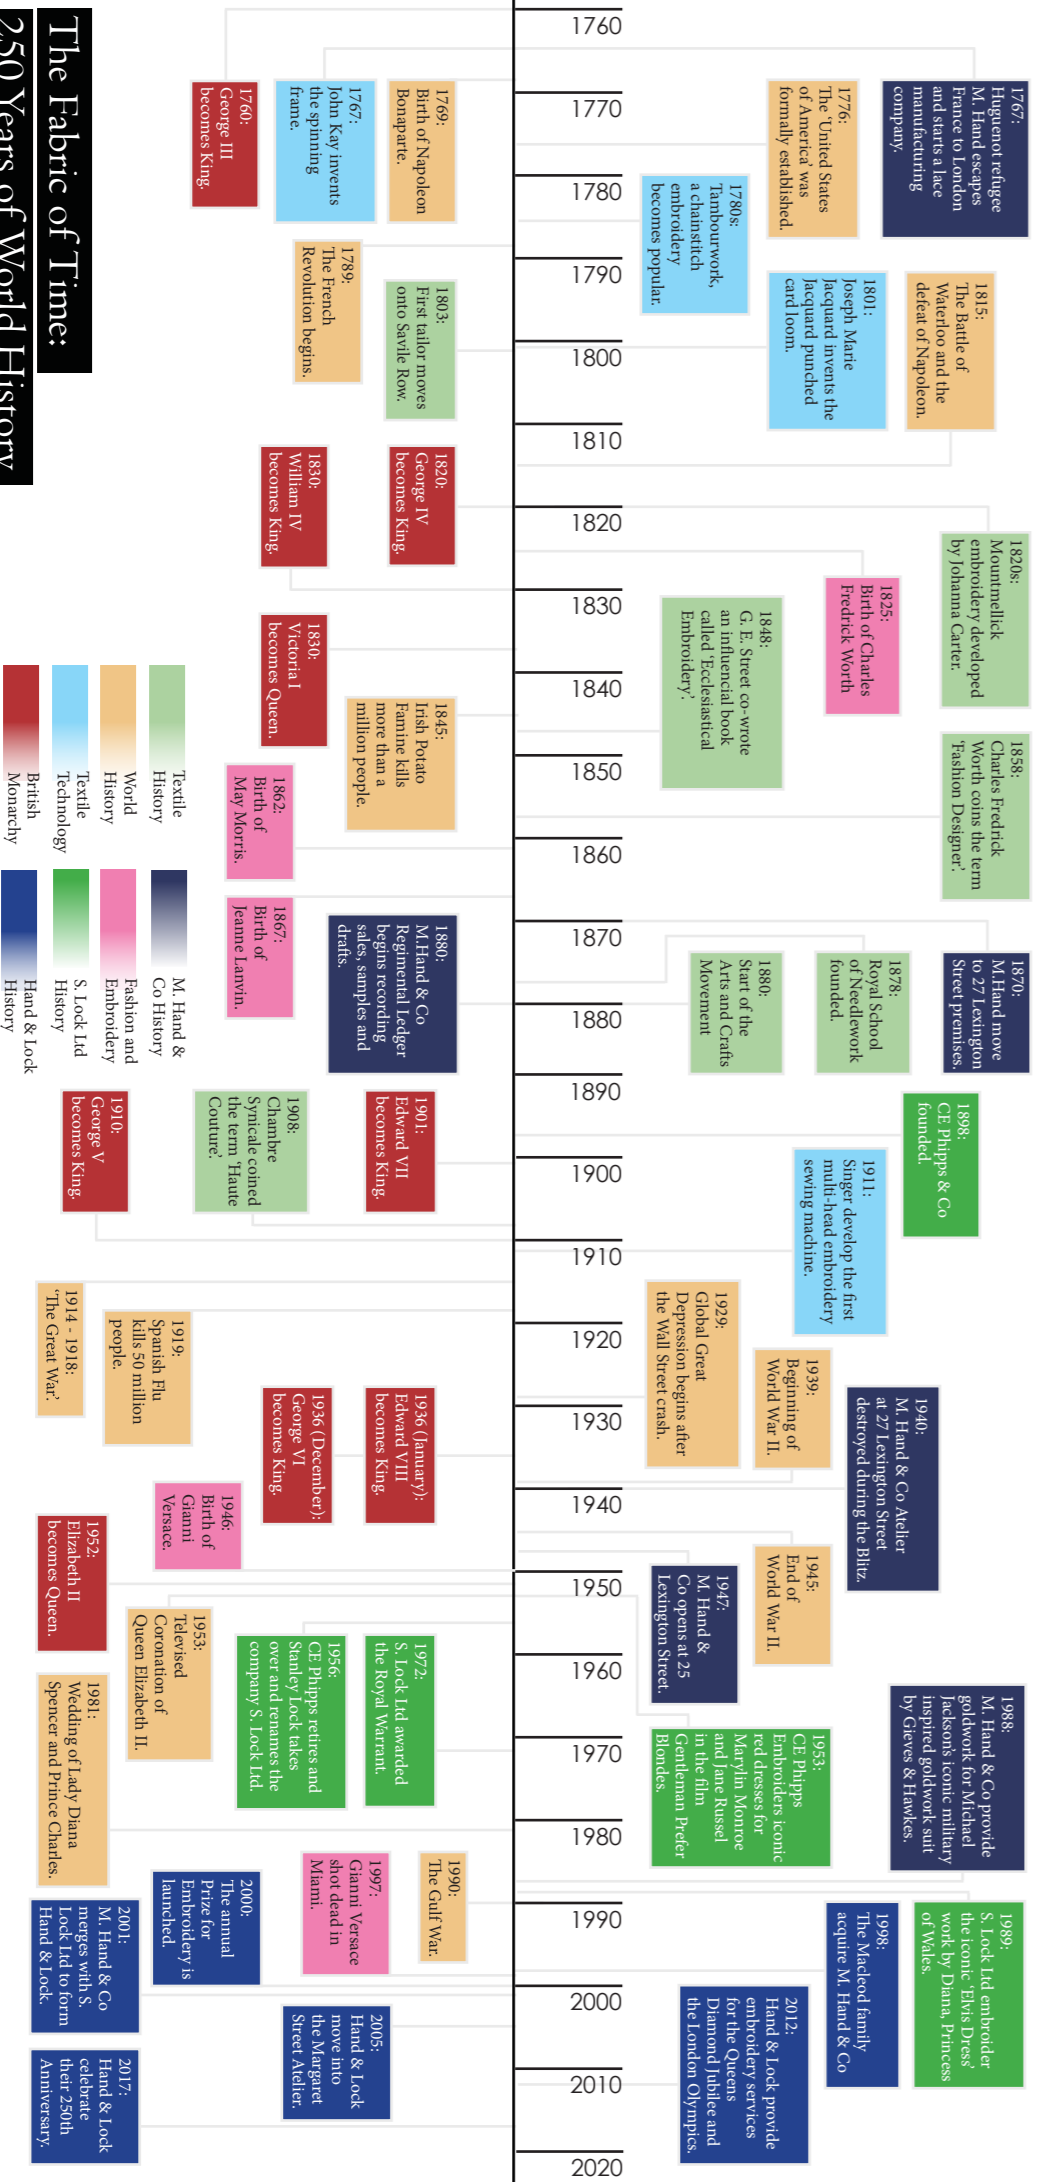 The Fabric of Time:
250 Years of World History
1760
1770
1780
1790
1800
1810
1820
1830
1840
1850
1860
1870
1880
1890
1900
1910
1920
1930
1940
1950
1960
1970
1980
1990
2000
2010
2020
1767:
Huguenot refugee
M. Hand escapes
France to London
and starts a lace
manufacturing
company.
1776:
The 'United States
of America' was
formally established.
1780s:
Tambourwork,
a chainstitch
embroidery
becomes popular.
1815:
The Battle of
Waterloo and the
defeat of Napoleon.
1801:
Joseph Marie
Jacquard invents the
Jacquard punched
card loom.
1820s:
Mountmellick
embroidery developed
by Johanna Carter.
1825:
Birth of Charles
Fredrick Worth
1848:
G. E. Street co-wrote
an influencial book
called 'Ecclesiastical
Embroidery'.
1858:
Charles Fredrick
Worth coins the term
'Fashion Designer'.
1870:
M.Hand move
to 27 Lexington
Street premises.
1878:
Royal School
of Needlework
founded.
1880:
Start of the
Arts and Crafts
Movement
1898:
CE Phipps & Co
founded.
1911:
Singer develop the first
multi-head embroidery
sewing machine.
1929:
Global Great
Depression begins after
the Wall Street crash.
1939:
Beginning of
World War II.
1940:
M. Hand & Co Atelier
at 27 Lexington Street
destroyed during the Blitz.
1945:
End of
World War II.
1947:
M. Hand &
Co opens at 25
Lexington Street.
1953:
CE Phipps
Embroiders iconic
red dresses for
Marylin Monroe
and Jane Russel
in the film
Gentleman Prefer
Blondes.
1988:
M. Hand & Co provide
goldwork for Michael
Jackson's iconic military
inspired goldwork suit
by Gieves & Hawkes.
1989:
S. Lock Ltd embroider
the iconic 'Elvis Dress'
work by Diana, Princess
of Wales.
1998:
The Macleod family
acquire M. Hand & Co
2012:
Hand & Lock provide
embroidery services
for the Queens
Diamond Jubilee and
the London Olympics.
1769:
Birth of Napoleon
Bonaparte.
1767:
John Kay invents
the spinning
frame.
1760:
George III
becomes King.
1789:
The French
Revolution begins.
1803:
First tailor moves
onto Savile Row.
1820:
George IV
becomes King.
1830:
William IV
becomes King.
1830:
Victoria I
becomes Queen.
1845:
Irish Potato
Famine kills
more than a
million people.
1862:
Birth of
May Morris.
1867:
Birth of
Jeanne Lanvin.
1880:
M.Hand & Co
Regimental Ledger
begins recording
sales, samples and
drafts.
1901:
Edward VII
becomes King.
1908:
Chambre
Synicale coined
the term 'Haute
Couture'.
1910:
George V
becomes King.
1914 - 1918:
'The Great War'.
1919:
Spanish Flu
kills 50 million
people.
1936 (January):
Edward VIII
becomes King.
1936 (December):
George VI
becomes King.
1946:
Birth of
Gianni
Versace.
1952:
Elizabeth II
becomes Queen.
1953:
Televised
Coronation of
Queen Elizabeth II.
1956:
CE Phipps retires and
Stanley Lock takes
over and renames the
company S. Lock Ltd.
1972:
S. Lock Ltd awarded
the Royal Warrant.
1981:
Wedding of Lady Diana
Spencer and Prince Charles.
1990:
The Gulf War.
1997:
Gianni Versace
shot dead in
Miami.
2000:
The annual
Prize for
Embroidery is
launched.
2001:
M. Hand & Co
merges with S.
Lock Ltd to form
Hand & Lock.
2005:
Hand & Lock
move into
the Margaret
Street Atelier.
2017:
Hand & Lock
celebrate
their 250th
Anniversary.
Textile
History
World
History
Textile
Technology
British
Monarchy
M. Hand &
Co History
Fashion and
Embroidery
S. Lock Ltd
History
Hand & Lock
History